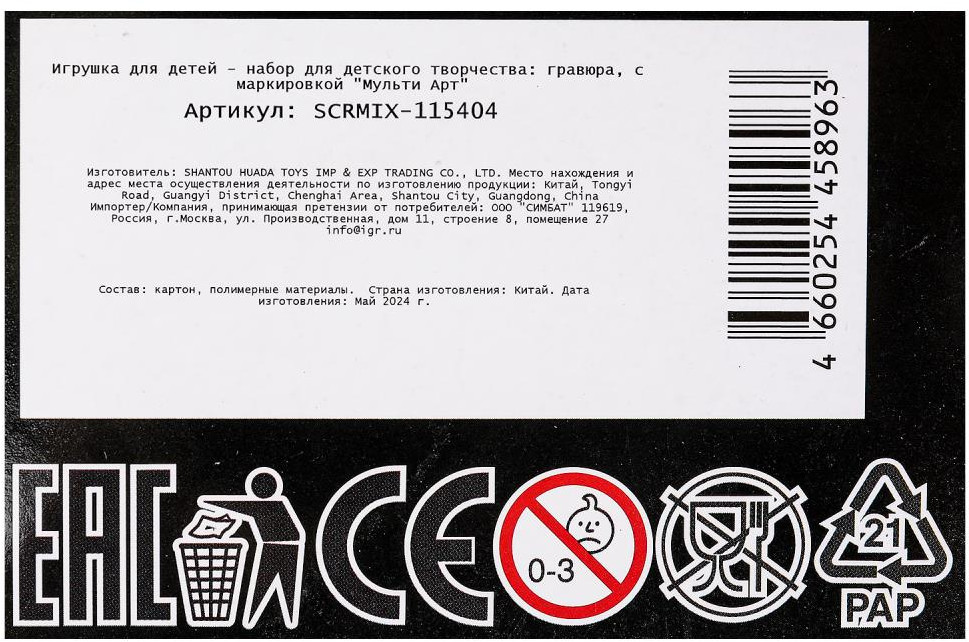 Игрушка для детей – набор для детского творчества: гравюра, с
маркировкой "Мульти Арт"
Артикул: SCRMIX-115404
Изготовитель: SHANTOU HUADA TOYS IMP & EXP TRADING CO., LTD. Место нахождения и
адрес места осуществления деятельности по изготовлению продукции: Китай, Tongyi
Road, Guangyi District, Chenghai Area, Shantou City, Guangdong, China
Импортер/Компания, принимающая претензии от потребителей: ООО "СИМБАТ" 119619,
Россия, г.Москва, ул. Производственная, дом 11, строение 8, помещение 27
info@igr.ru
Состав: картон, полимерные материалы. Страна изготовления: Китай. Дата
изготовления: Май 2024 г.
4 660254 458963
EAC
CE
0-3
21
PAP